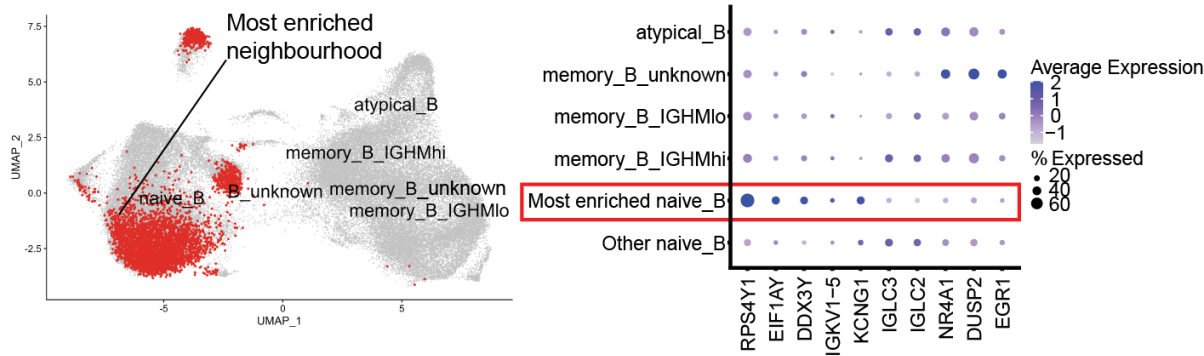 Most enriched
neighbourhood
7.5
5.0
2.5
0.0
-2.5
UMAP_2
atypical_B
memory_B_IGHMhi
naive_B
B_unknown
memory_B_unknown
memory_B_IGHMlo
-5
0
5
UMAP_1
atypical_B
memory_B_unknown
memory_B_IGHMlo
memory_B_IGHMhi
Most enriched naive_B
Other naive_B
RPS4Y1
EIF1AY
DDX3Y
IGKV1-5
KCNG1
IGLC3
IGLC2
NR4A1
DUSP2
EGR1
Average Expression
2
1
0
−1
% Expressed
20
40
60